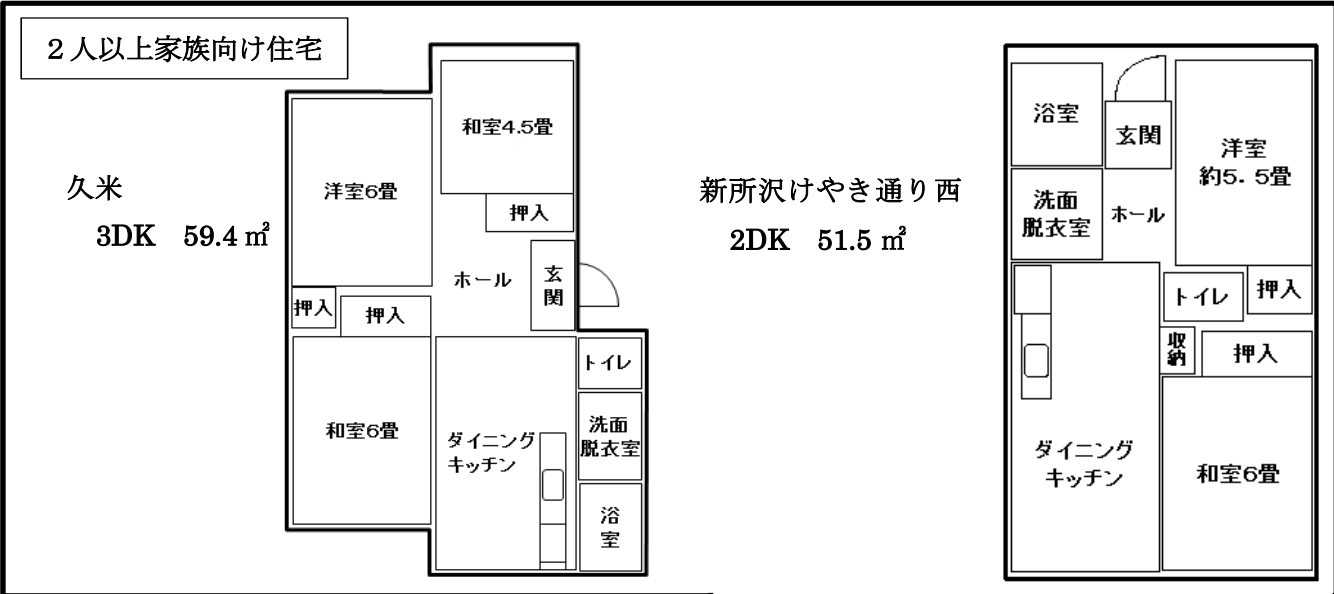 ２人以上家族向け住宅
久米
3DK　59.4㎡
和室4.5畳
洋室6畳
押入
ホール
玄
関
押入
押入
トイレ
和室6畳
洗面
脱衣室
ダイニング
キッチン
浴
室
新所沢けやき通り西
2DK　51.5㎡
浴室
玄関
洋室
約5. 5畳
洗面
脱衣室
ホール
トイレ
押入
収
納
押入
ダイニング
キッチン
和室6畳